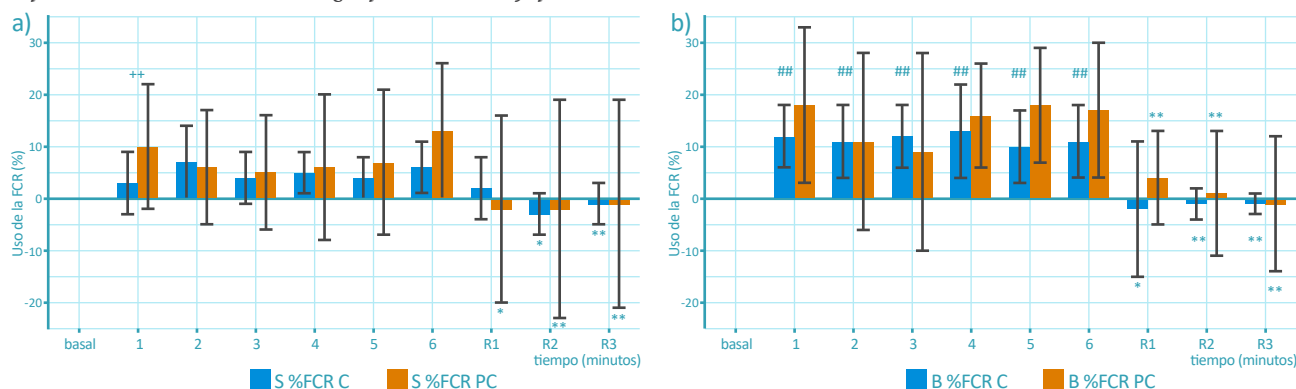 a)
Uso de la FCR (%)
30
20
10
0
-10
-20
++
*
**
*
**
**
basal 1 2 3 4 5 6 R1 R2 R3
tiempo (minutos)
S %FCR C S %FCR PC
b)
Uso de la FCR (%)
30
20
10
0
-10
-20
## ## ## ## ## ##
** **
** **
*
**
basal 1 2 3 4 5 6 R1 R2 R3
tiempo (minutos)
B %FCR C B %FCR PC